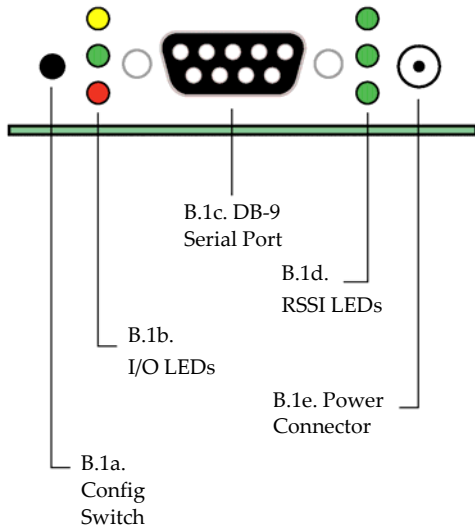 B.1c. DB-9
Serial Port
B.1d.
RSSI LEDs
B.1b.
I/O LEDs
B.1e. Power
Connector
B.1a.
Config
Switch